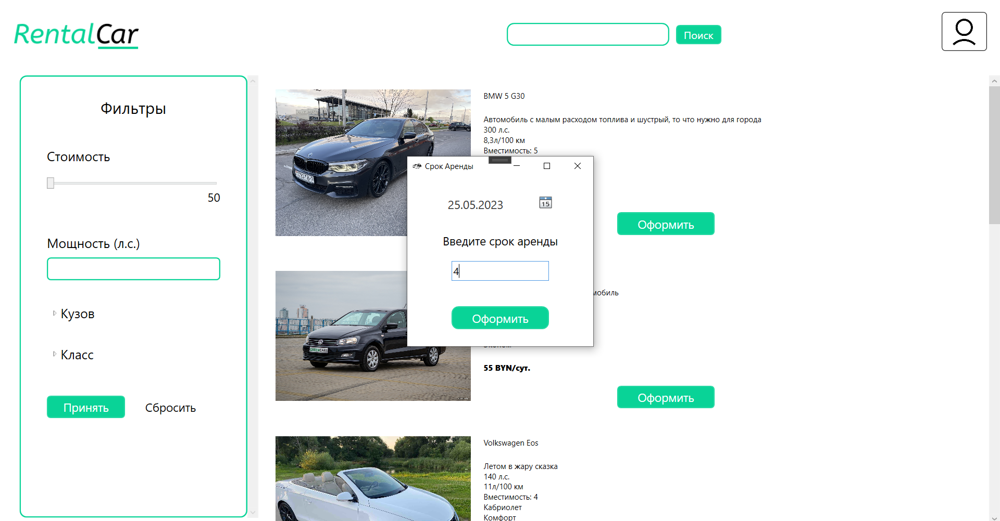 RentalCar
Поиск
Фильтры
Стоимость
50
Мощность (л.с.)
Кузов
Класс
Принять
Сбросить
BMW 5 G30
Автомобиль с малым расходом топлива и шустрый, то что нужно для города
300 л.с.
8,3л/100 км
Вместимость: 5
Оформить
Срок Аренды
25.05.2023
15
Введите срок аренды
4
Оформить
GREENCARS
55 BYN/сут.
Оформить
Volkswagen Eos
Летом в жару сказка
140 л.с.
11л/100 км
Вместимость: 4
Кабриолет
Комфорт